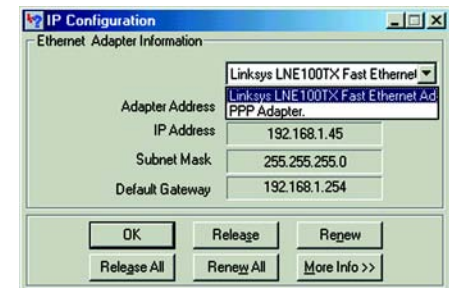 IP Configuration
Ethernet Adapter Information
Linksys LNE100TX Fast Ethernet
Linksys LNE100TX Fast Ethernet Ad
PPP Adapter.
Adapter Address
IP Address 192.168.1.45
Subnet Mask 255.255.255.0
Default Gateway 192.168.1.254
OK Release Renew
Release All Renew All More Info >>